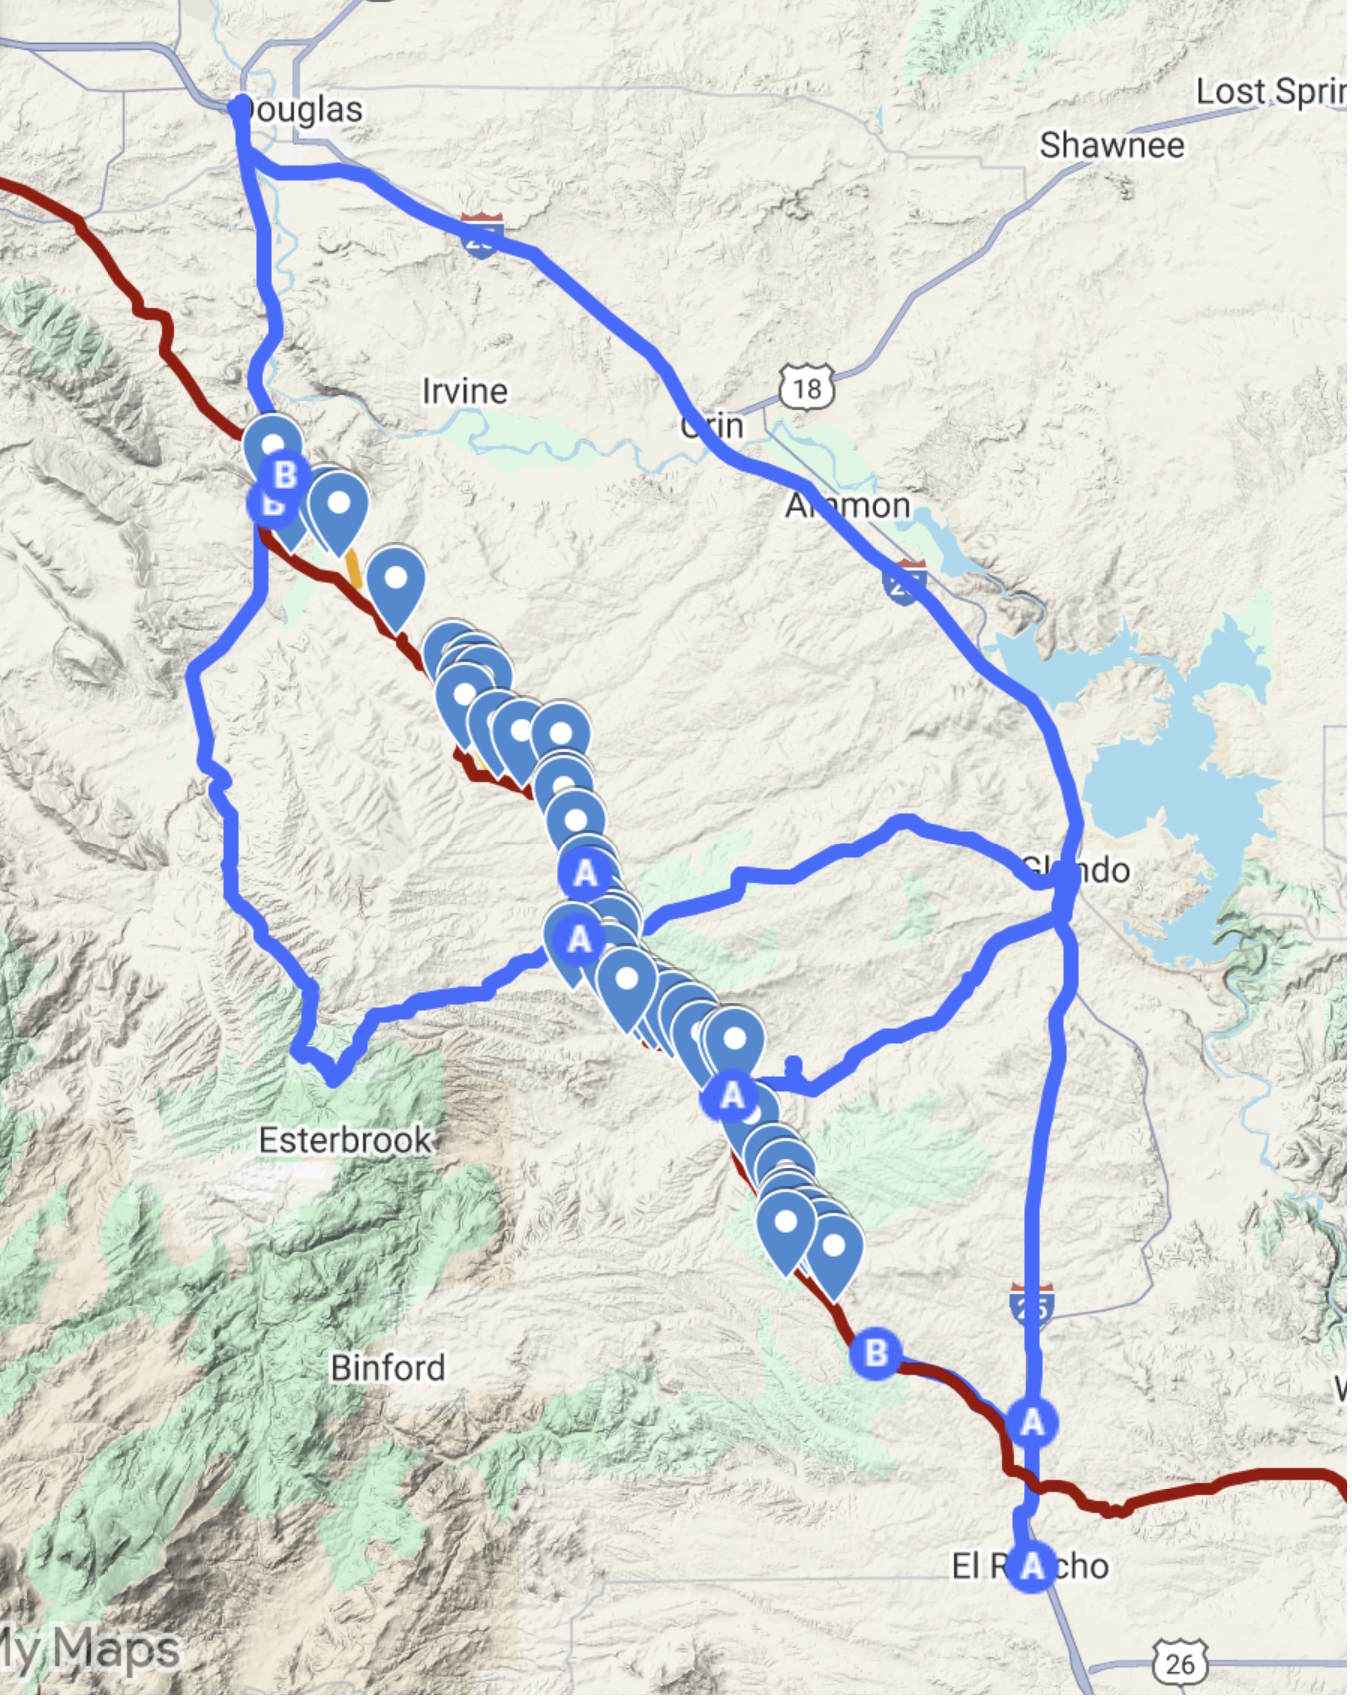 Douglas
Lost Sprin
Shawnee
25
Irvine
18
Orin
B
B
Ammon
25
Glendo
A
A
A
Esterbrook
25
B
Binford
W
A
El Rancho
A
My Maps
26